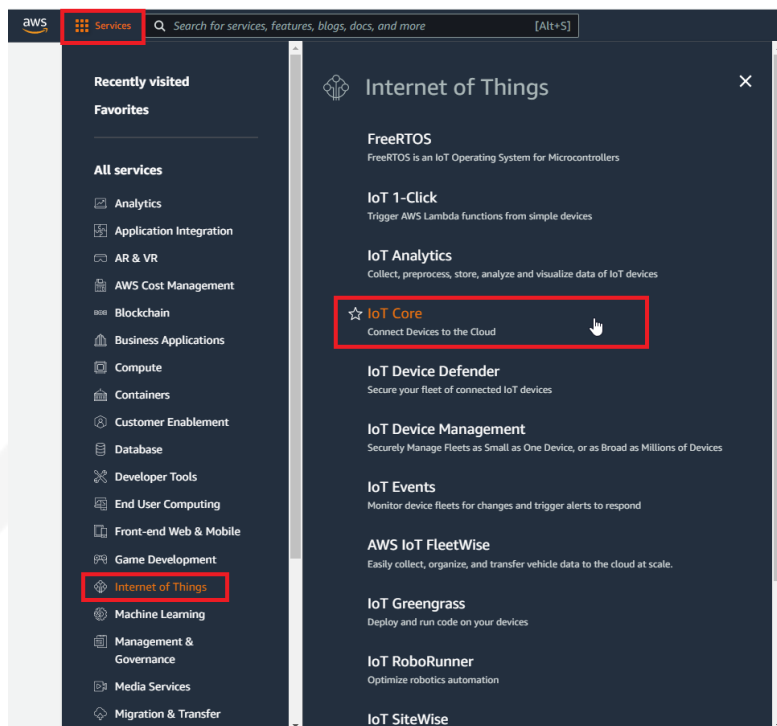 aws
Services
Search for services, features, blogs, docs, and more
[Alt+S]
Recently visited
Favorites
All services
Analytics
Application Integration
AR & VR
AWS Cost Management
Blockchain
Business Applications
Compute
Containers
Customer Enablement
Database
Developer Tools
End User Computing
Front-end Web & Mobile
Game Development
Internet of Things
Machine Learning
Management &
Governance
Media Services
Migration & Transfer
Internet of Things
FreeRTOS
FreeRTOS is an IoT Operating System for Microcontrollers
IoT 1-Click
Trigger AWS Lambda functions from simple devices
IoT Analytics
Collect, preprocess, store, analyze and visualize data of IoT devices
IoT Core
Connect Devices to the Cloud
IoT Device Defender
Secure your fleet of connected IoT devices
IoT Device Management
Securely Manage Fleets as Small as One Device, or as Broad as Millions of Devices
IoT Events
Monitor device fleets for changes and trigger alerts to respond
AWS IoT FleetWise
Easily collect, organize, and transfer vehicle data to the cloud at scale.
IoT Greengrass
Deploy and run code on your devices
IoT RoboRunner
Optimize robotics automation
IoT SiteWise